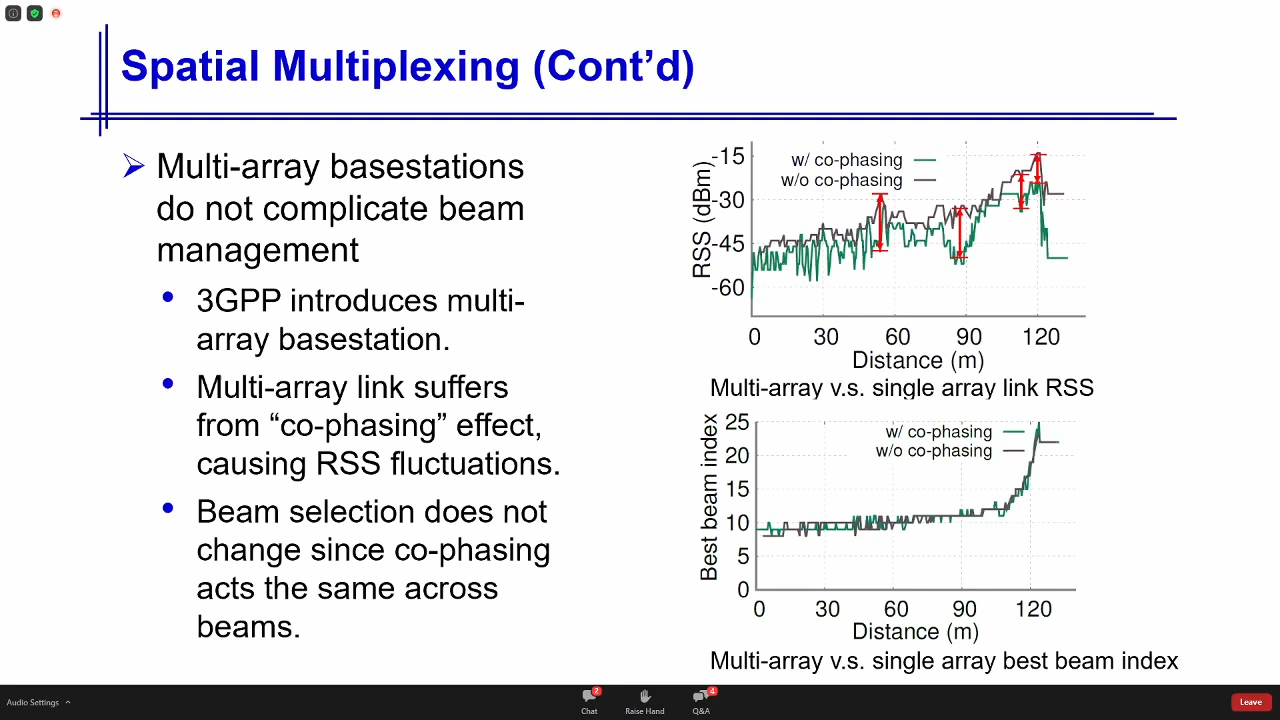 Spatial Multiplexing (Cont’d)
Multi-array basestations
do not complicate beam
management
3GPP introduces multi-
array basestation.
Multi-array link suffers
from “co-phasing” effect,
causing RSS fluctuations.
Beam selection does not
change since co-phasing
acts the same across
beams.
RSS (dBm)
-15
-30
-45
-60
w/ co-phasing
w/o co-phasing
0 30 60 90 120
Distance (m)
Multi-array v.s. single array link RSS
Best beam index
25
20
15
10
5
0
w/ co-phasing
w/o co-phasing
0 30 60 90 120
Distance (m)
Multi-array v.s. single array best beam index
Audio Settings
2
Chat
Raise Hand
4
Q&A
Leave